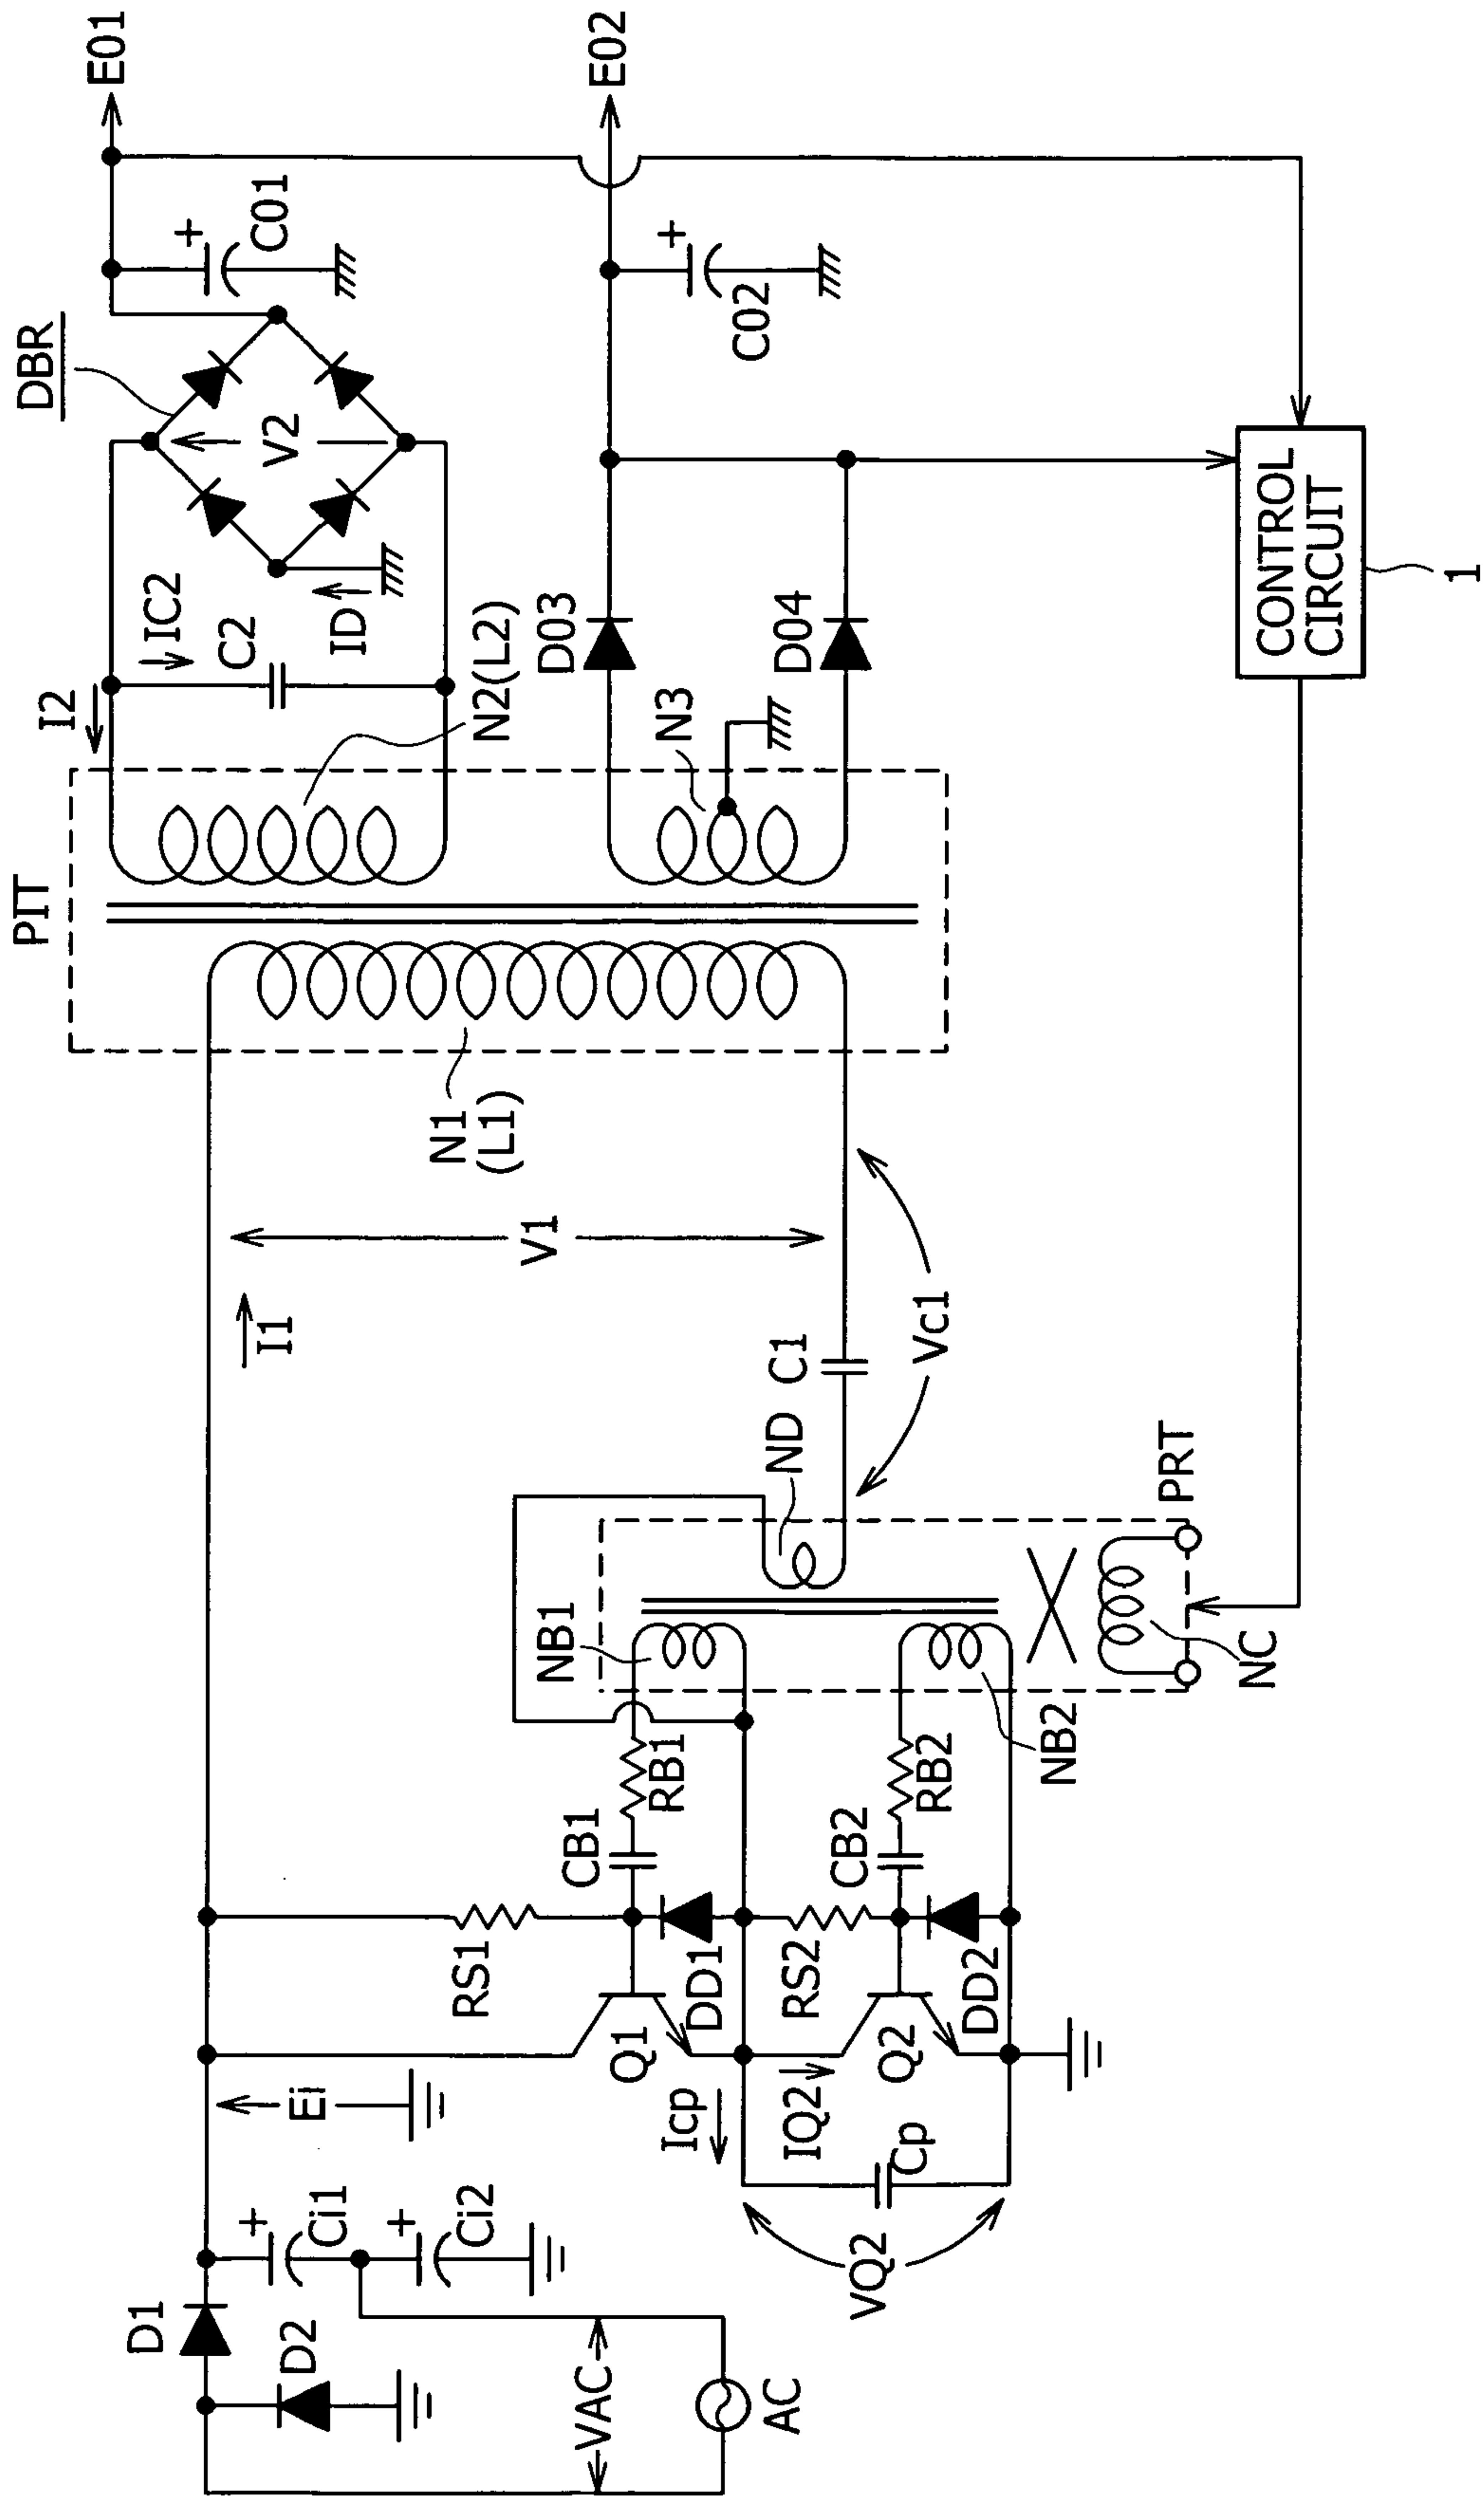 PIT
DBR
E01
I2
IC2
C2
V2
C01
+
ID
N2(L2)
D03
E02
N3
D04
+
C02
N1
(L1)
V1
I1
ND
C1
Vc1
PRT
NB1
NC
NB2
CB1
RB1
CB2
RB2
RS1
DD1
RS2
DD2
Q1
Q2
Icp
IQ2
Cp
VQ2
Ei
+
Ci1
+
Ci2
D1
D2
VAC
AC
CONTROL
CIRCUIT
1